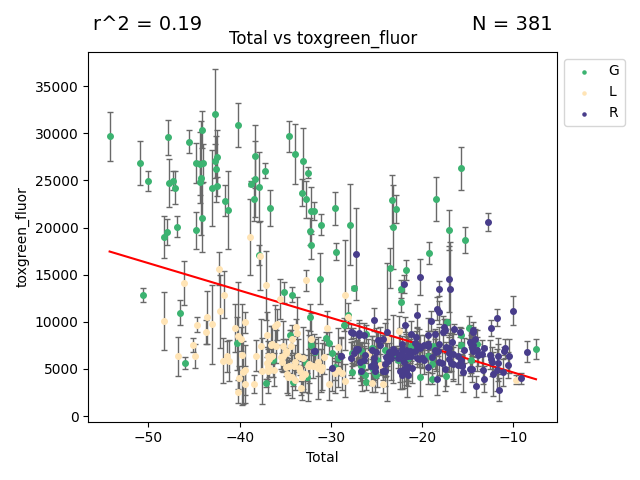 r^2 = 0.19
N = 381
Total vs toxgreen_fluor
G
L
R
35000
30000
25000
20000
15000
10000
5000
0
toxgreen_fluor
−50
−40
−30
−20
−10
Total